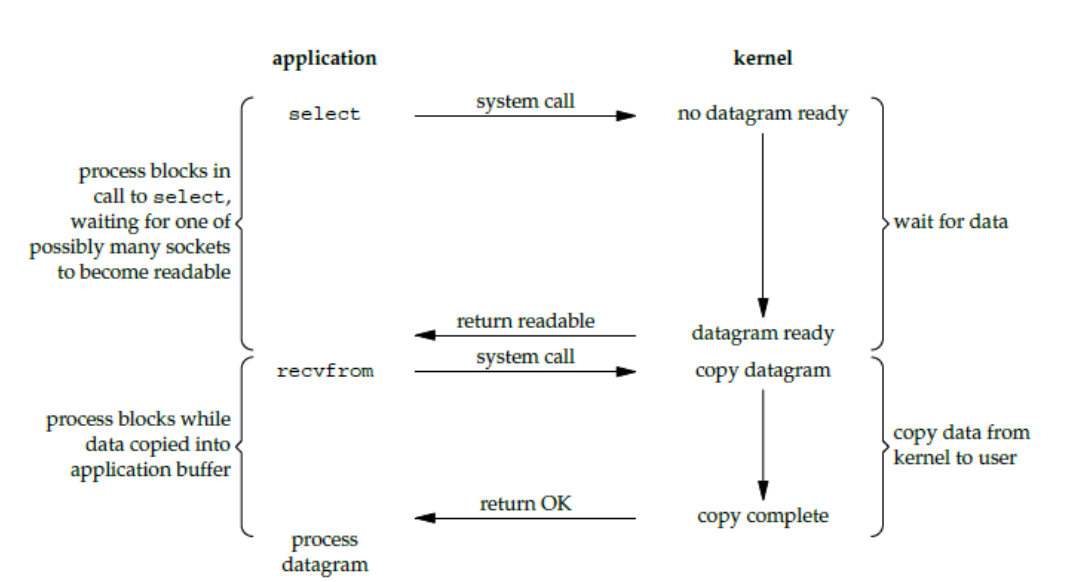 application
kernel
select
system call
no datagram ready
process blocks in
call to select,
waiting for one of
possibly many sockets
to become readable
wait for data
return readable
datagram ready
recvfrom
system call
copy datagram
process blocks while
data copied into
application buffer
copy data from
kernel to user
return OK
copy complete
process
datagram